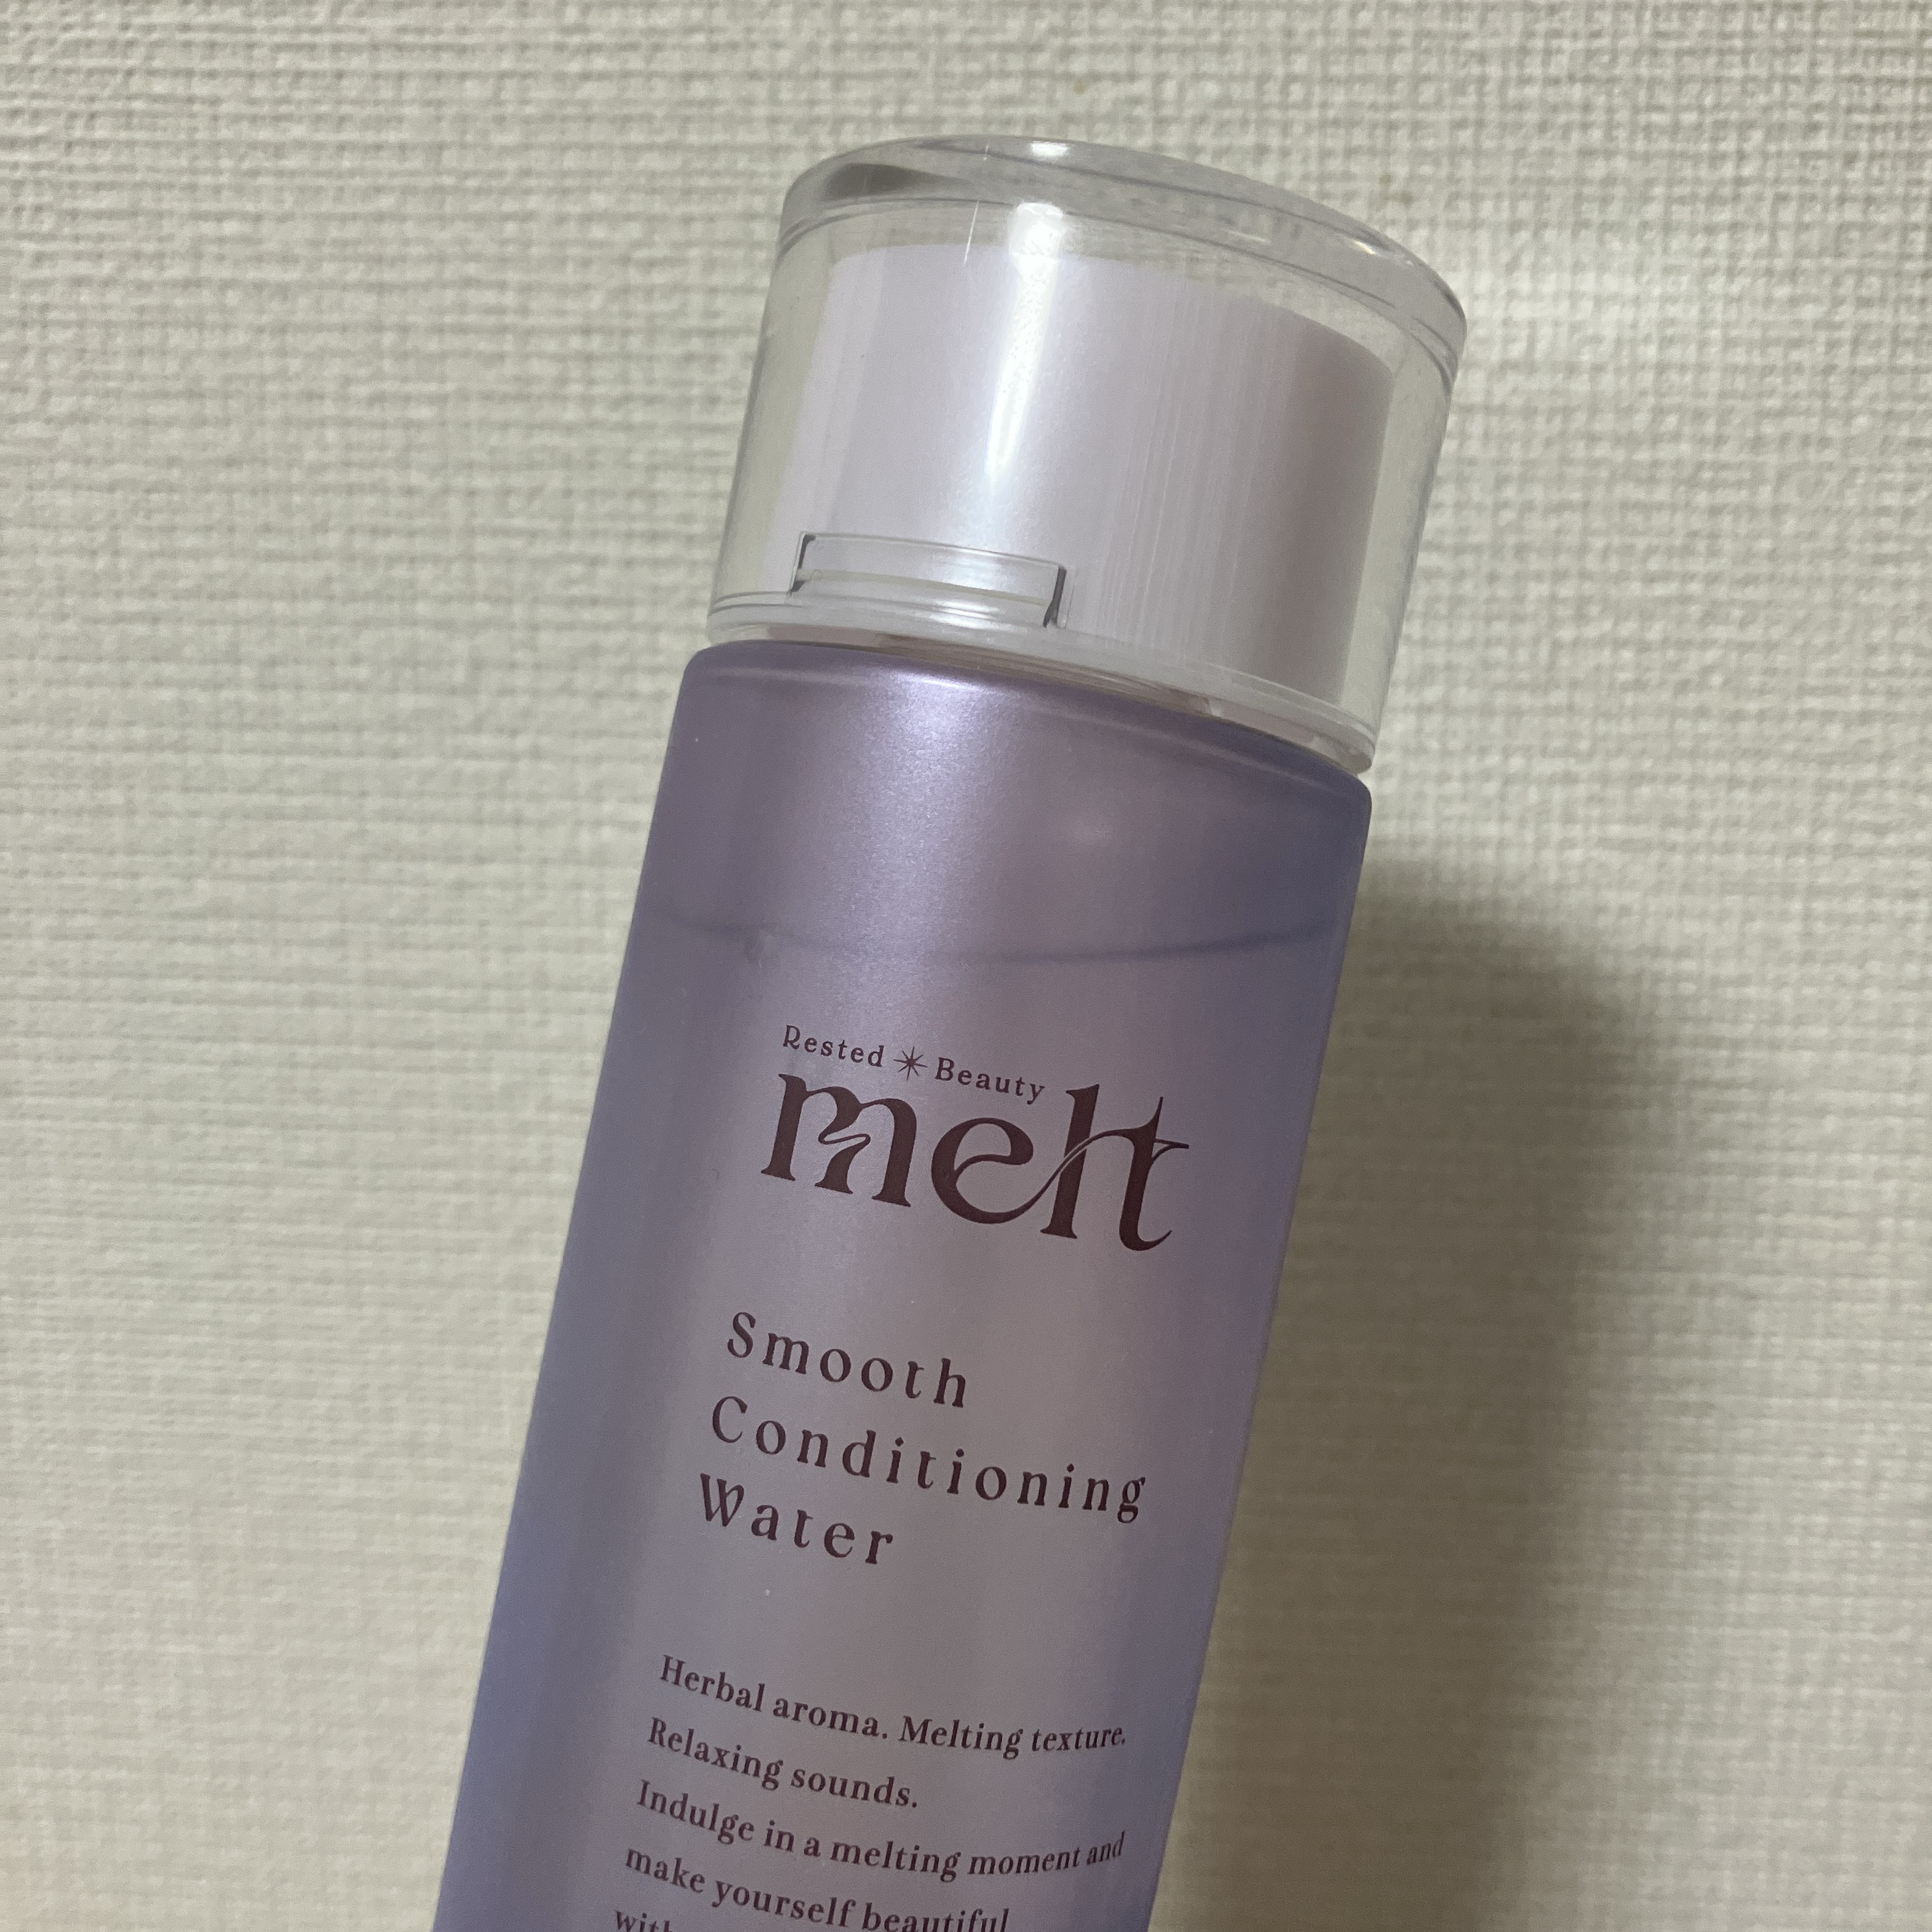 Rested Beauty
melt
Smooth
Conditioning
Water
Herbal aroma. Melting texture.
Relaxing sounds.
Indulge in a melting moment and
make yourself beautiful